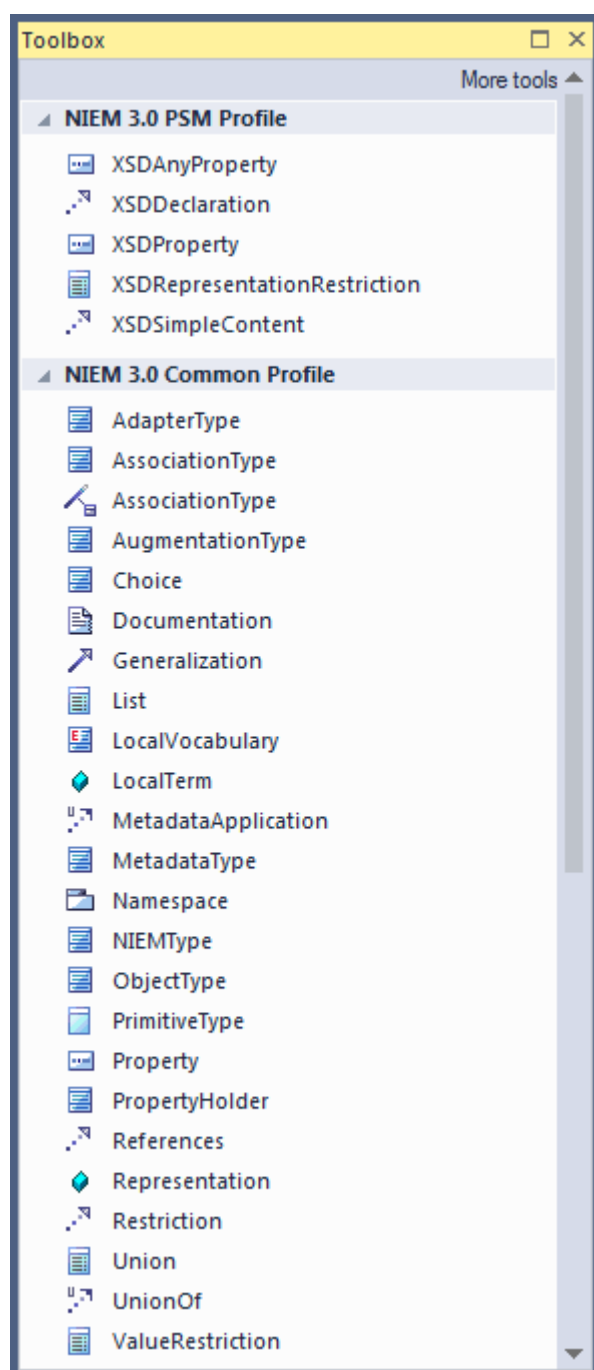 Toolbox
More tools
NIEM 3.0 PSM Profile
XSDAnyProperty
XSDDeclaration
XSDProperty
XSDRepresentationRestriction
XSDSimpleContent
NIEM 3.0 Common Profile
AdapterType
AssociationType
AssociationType
AugmentationType
Choice
Documentation
Generalization
List
LocalVocabulary
LocalTerm
MetadataApplication
MetadataType
Namespace
NIEMType
ObjectType
PrimitiveType
Property
PropertyHolder
References
Representation
Restriction
Union
UnionOf
ValueRestriction